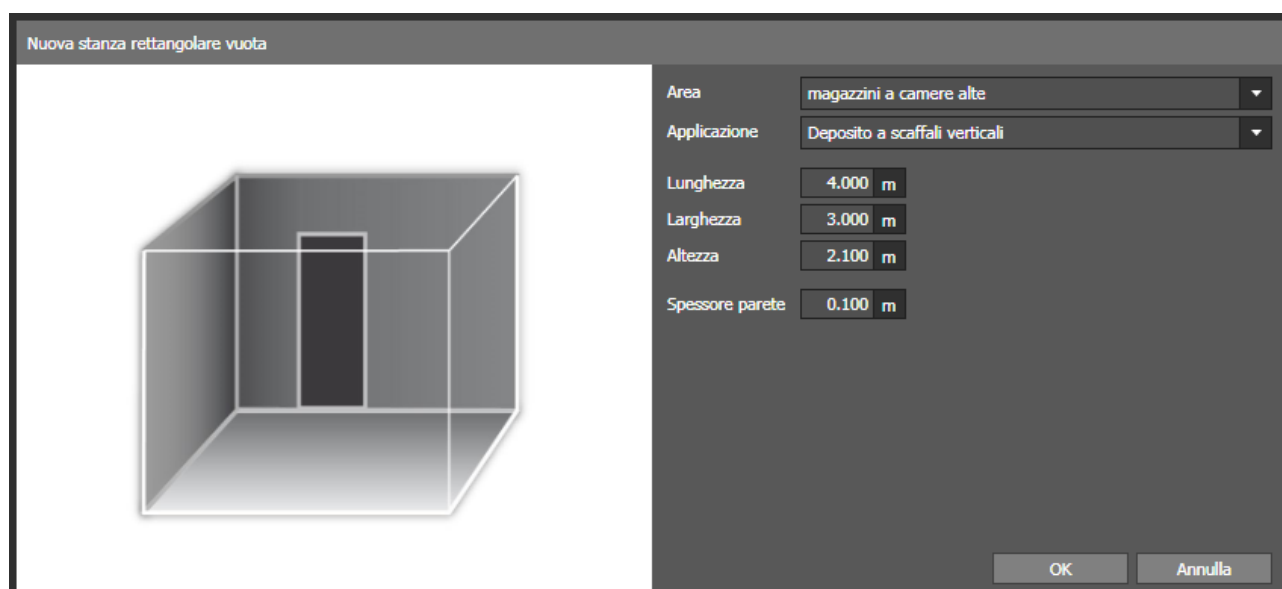 Nuova stanza rettangolare vuota
Area magazzini a camere alte
Applicazione Deposito a scaffali verticali
Lunghezza 4.000 m
Larghezza 3.000 m
Altezza 2.100 m
Spessore parete 0.100 m
OK Annulla